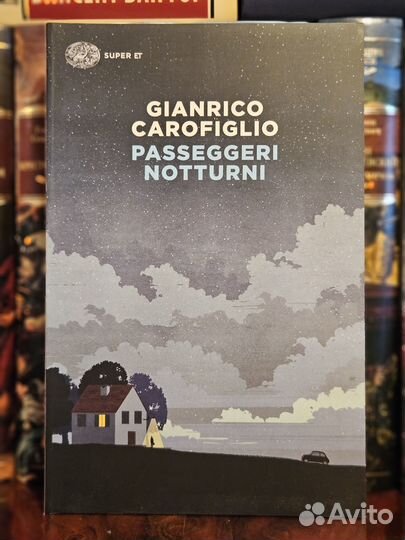 SUPER ET
GIANRICO
CAROFIGLIO
PASSEGGERI
NOTTURNI
Avito